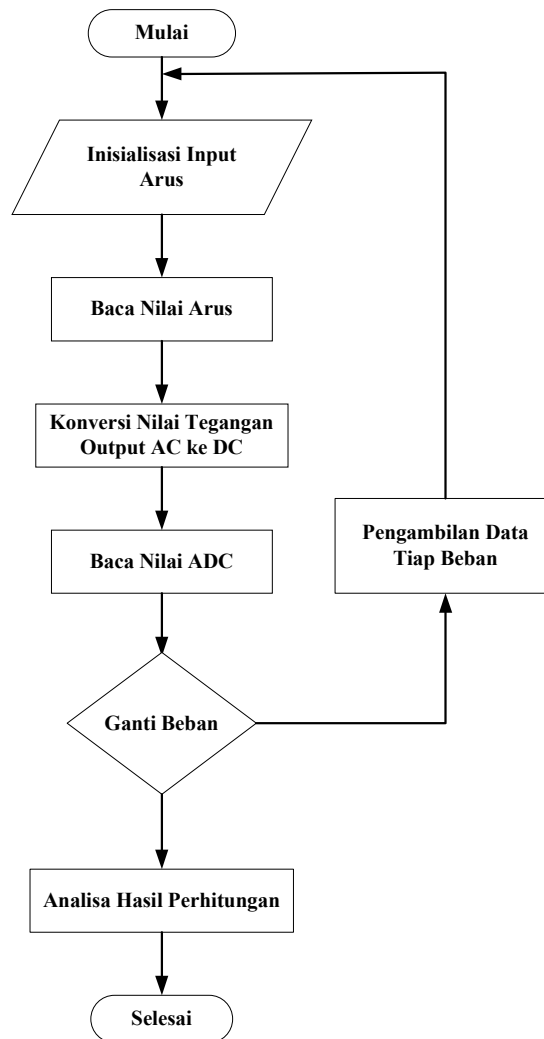 Mulai
Inisialisasi Input
Arus
Baca Nilai Arus
Konversi Nilai Tegangan
Output AC ke DC
Baca Nilai ADC
Pengambilan Data
Tiap Beban
Ganti Beban
Analisa Hasil Perhitungan
Selesai